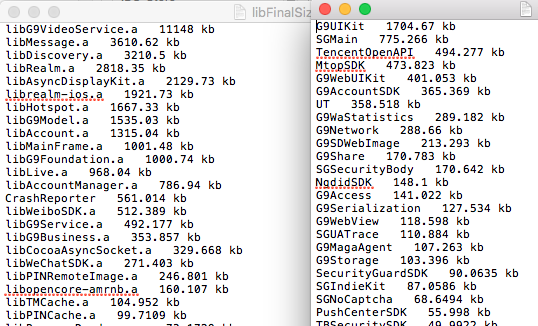 libFinalSiz
libG9VideoService.a 11148 kb
libMessage.a 3610.62 kb
libDiscovery.a 3210.5 kb
libRealm.a 2818.35 kb
libAsyncDisplayKit.a 2129.73 kb
librealm-ios.a 1921.73 kb
libHotspot.a 1667.33 kb
libG9Model.a 1535.03 kb
libAccount.a 1315.04 kb
libMainFrame.a 1001.48 kb
libG9Foundation.a 1000.74 kb
libLive.a 968.04 kb
libAccountManager.a 786.94 kb
CrashReporter 561.014 kb
libWeiboSDK.a 512.389 kb
libG9Service.a 492.177 kb
libG9Business.a 353.857 kb
libCocoaAsyncSocket.a 329.668 kb
libWeChatSDK.a 271.403 kb
libPINRemoteImage.a 246.801 kb
libopencore-amrnb.a 160.107 kb
libTMCache.a 104.952 kb
libPINCache.a 99.7109 kb
G9UIKit 1704.67 kb
SGMain 775.266 kb
TencentOpenAPI 494.277 kb
MtopSDK 473.823 kb
G9WebUIKit 401.053 kb
G9AccountSDK 365.369 kb
UT 358.518 kb
G9WaStatistics 289.182 kb
G9Network 288.66 kb
G9SDWebImage 213.293 kb
G9Share 170.783 kb
SGSecurityBody 170.642 kb
NqdidSDK 148.1 kb
G9Access 141.022 kb
G9Serialization 127.534 kb
G9WebView 118.598 kb
SGUATrace 110.884 kb
G9MagaAgent 107.263 kb
G9Storage 103.396 kb
SecurityGuardSDK 90.0635 kb
SGIndieKit 87.0586 kb
SGNoCaptcha 68.6494 kb
PushCenterSDK 55.998 kb